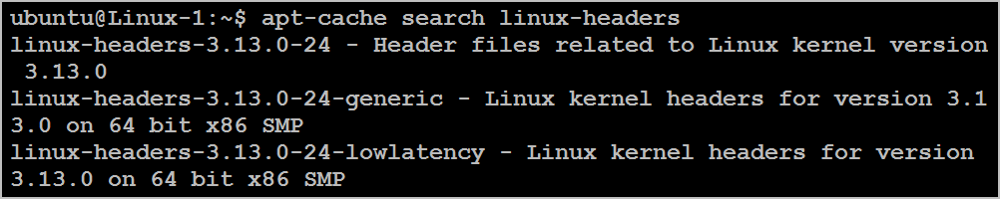 ubuntu@Linux-1:~$ apt-cache search linux-headers
linux-headers-3.13.0-24 - Header files related to Linux kernel version
 3.13.0
linux-headers-3.13.0-24-generic - Linux kernel headers for version 3.1
3.0 on 64 bit x86 SMP
linux-headers-3.13.0-24-lowlatency - Linux kernel headers for version
3.13.0 on 64 bit x86 SMP